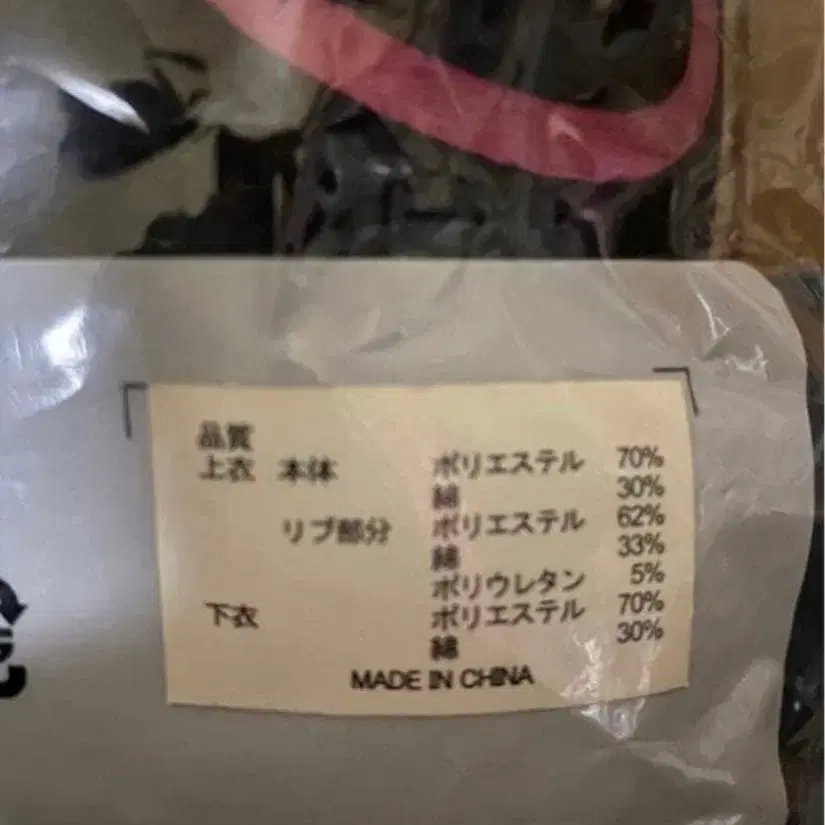 品質
上衣 本体 ポリエステル 70%
綿 30%
リブ部分 ポリエステル 62%
綿 33%
ポリウレタン 5%
下衣 ポリエステル 70%
綿 30%
MADE IN CHINA